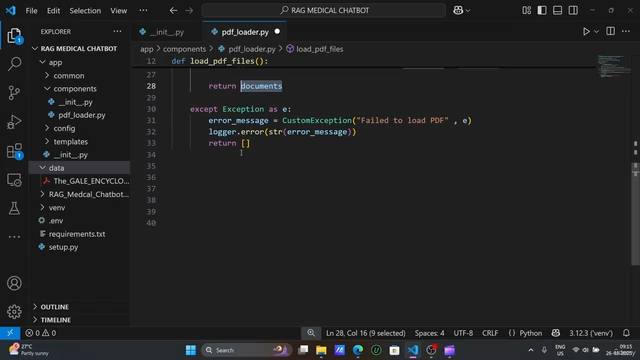 File Edit Selection View ··· RAG MEDICAL CHATBOT
EXPLORER ···
RAG MEDICAL CHATBOT
app
common
components
__init__.py
pdf_loader.py
config
templates
__init__.py
data
The_GALE_ENCYCLO...
RAG_Medcal_Chatbot...
venv
.env
requirements.txt
setup.py
OUTLINE
TIMELINE
__init__.py pdf_loader.py
app > components > pdf_loader.py > load_pdf_files
12 def load_pdf_files():
27
28 return documents
29
30 except Exception as e:
31 error_message = CustomException("Failed to load PDF" , e)
32 logger.error(str(error_message))
33 return []
34
35
36
37
38
39
40
0 0 Ln 28, Col 16 (9 selected) Spaces: 4 UTF-8 CRLF {} Python 3.12.3 ('venv')
27°C
Partly sunny
Search
ENG
US
09:15